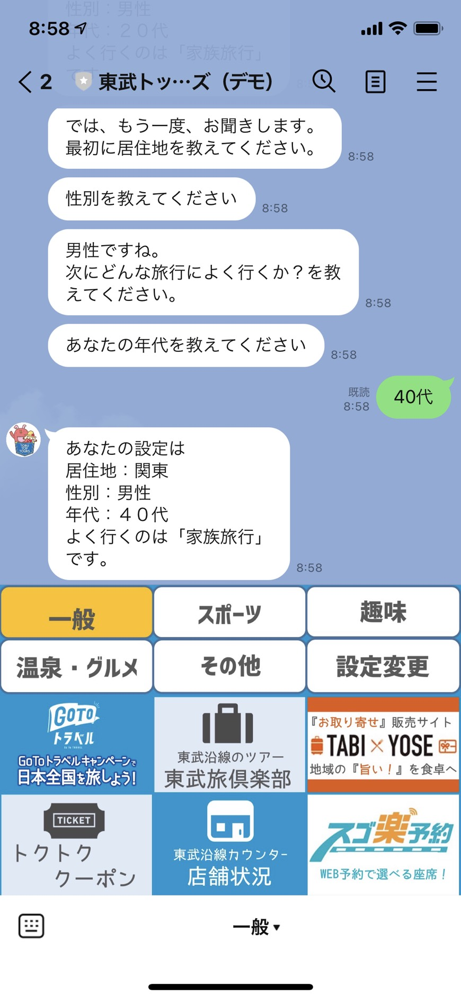 性別：男性
8:58
年代：２０代
よく行くのは「家族旅行」
です
2
東武トッ…ズ（デモ）
では、もう一度、お聞きします。
最初に居住地を教えてください。
8:58
性別を教えてください
8:58
男性ですね。
次にどんな旅行によく行くか？を教
えてください。
8:58
あなたの年代を教えてください
8:58
既読
8:58
40代
TOBU
TOP
TOURS
あなたの設定は
居住地：関東
性別：男性
年代：４０代
よく行くのは「家族旅行」
です。
8:58
一般
スポーツ
趣味
温泉・グルメ
その他
設定変更
GOTO
トラベル
GO TO TRAVEL
GoToトラベルキャンペーンで
日本全国を旅しよう!
東武沿線のツアー
東武旅倶楽部
『お取り寄せ』販売サイト
TABI×YOSE
地域の『旨い！』を食卓へ
TICKET
トクトク
クーポン
東武沿線カウンター
店舗状況
スゴ楽予約
WEB予約で選べる座席！
一般▼